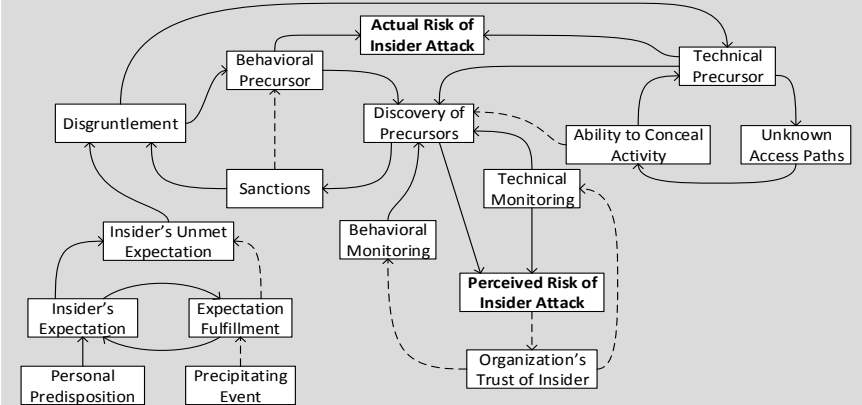 Actual Risk of
Insider Attack
Behavioral
Precursor
Technical
Precursor
Disgruntlement
Discovery of
Precursors
Ability to Conceal
Activity
Unknown
Access Paths
Sanctions
Technical
Monitoring
Insider’s Unmet
Expectation
Behavioral
Monitoring
Perceived Risk of
Insider Attack
Insider’s
Expectation
Expectation
Fulfillment
Organization’s
Trust of Insider
Personal
Predisposition
Precipitating
Event